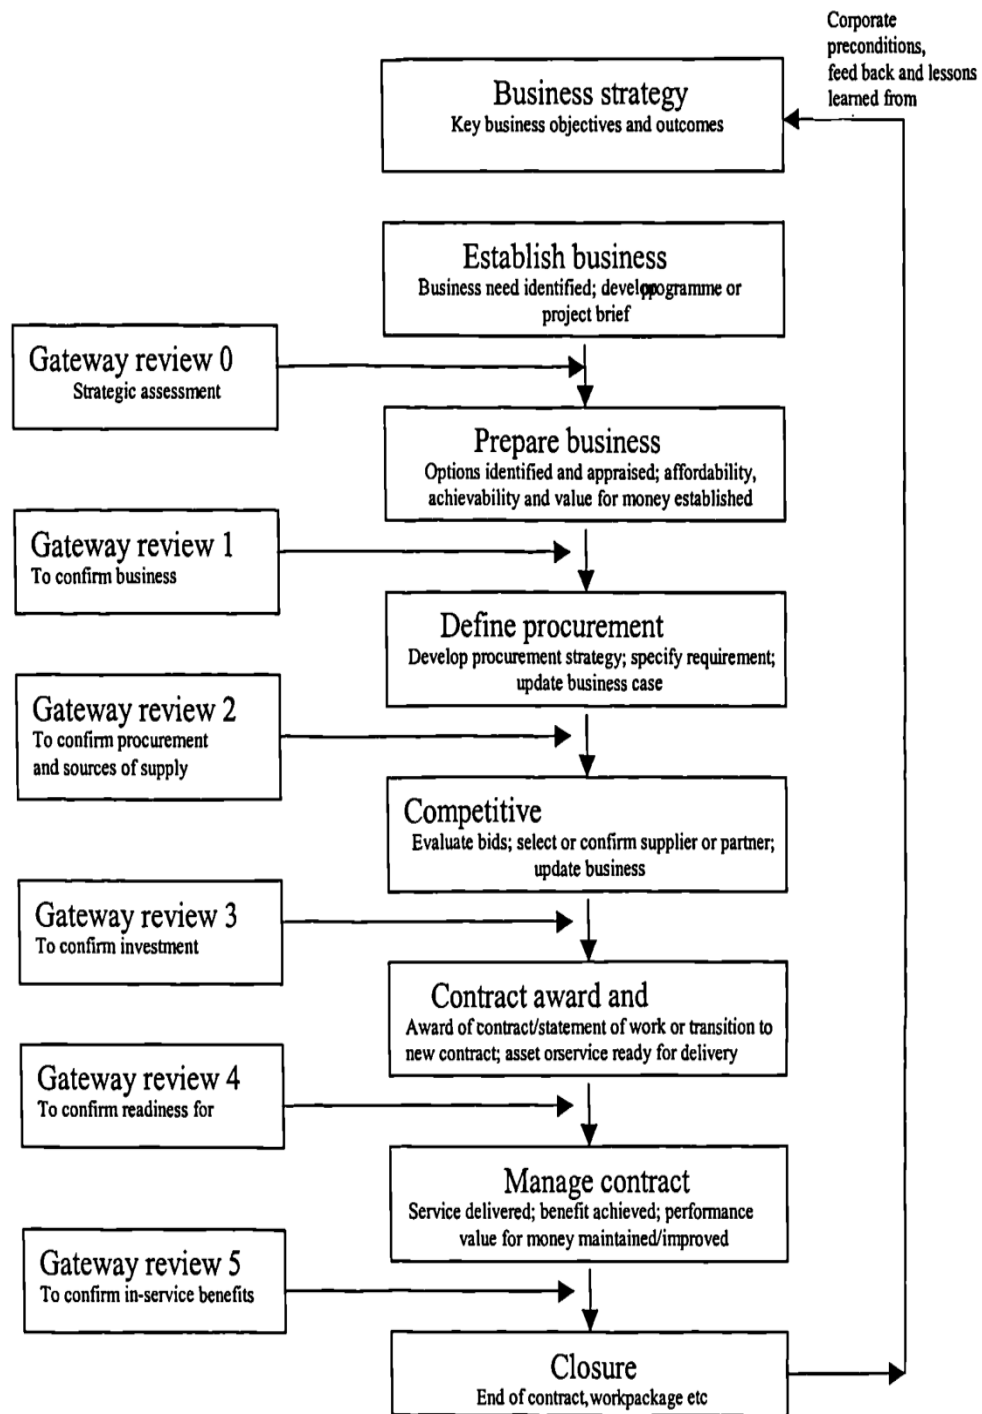 Corporate
preconditions,
feed back and lessons
learned from
Business strategy
Key business objectives and outcomes
Establish business
Business need identified; develop programme or
project brief
Gateway review 0
Strategic assessment
Prepare business
Options identified and appraised; affordability,
achievability and value for money established
Gateway review 1
To confirm business
Define procurement
Develop procurement strategy; specify requirement;
update business case
Gateway review 2
To confirm procurement
and sources of supply
Competitive
Evaluate bids; select or confirm supplier or partner;
update business
Gateway review 3
To confirm investment
Contract award and
Award of contract/statement of work or transition to
new contract; asset orservice ready for delivery
Gateway review 4
To confirm readiness for
Manage contract
Service delivered; benefit achieved; performance
value for money maintained/improved
Gateway review 5
To confirm in-service benefits
Closure
End of contract, workpackage etc